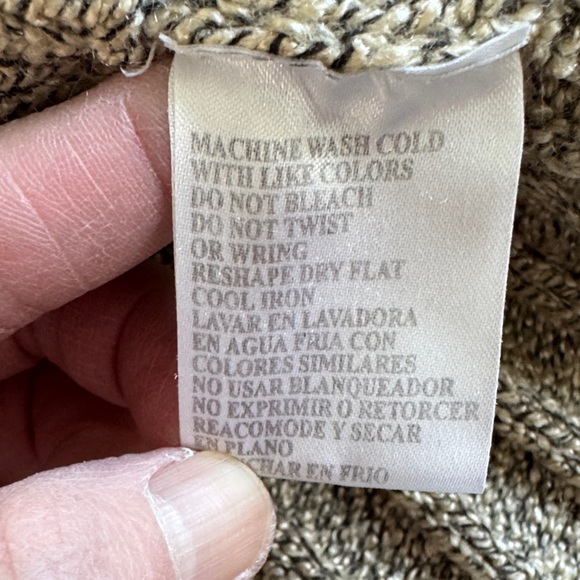 MACHINE WASH COLD
WITH LIKE COLORS
DO NOT BLEACH
DO NOT TWIST
OR WRING
RESHAPE DRY FLAT
COOL IRON
LAVAR EN LAVADORA
EN AGUA FRIA CON
COLORES SIMILARES
NO USAR BLANQUEADOR
NO EXPRIMIR O RETORCER
REACOMODE Y SECAR
EN PLANO
EN FRIO